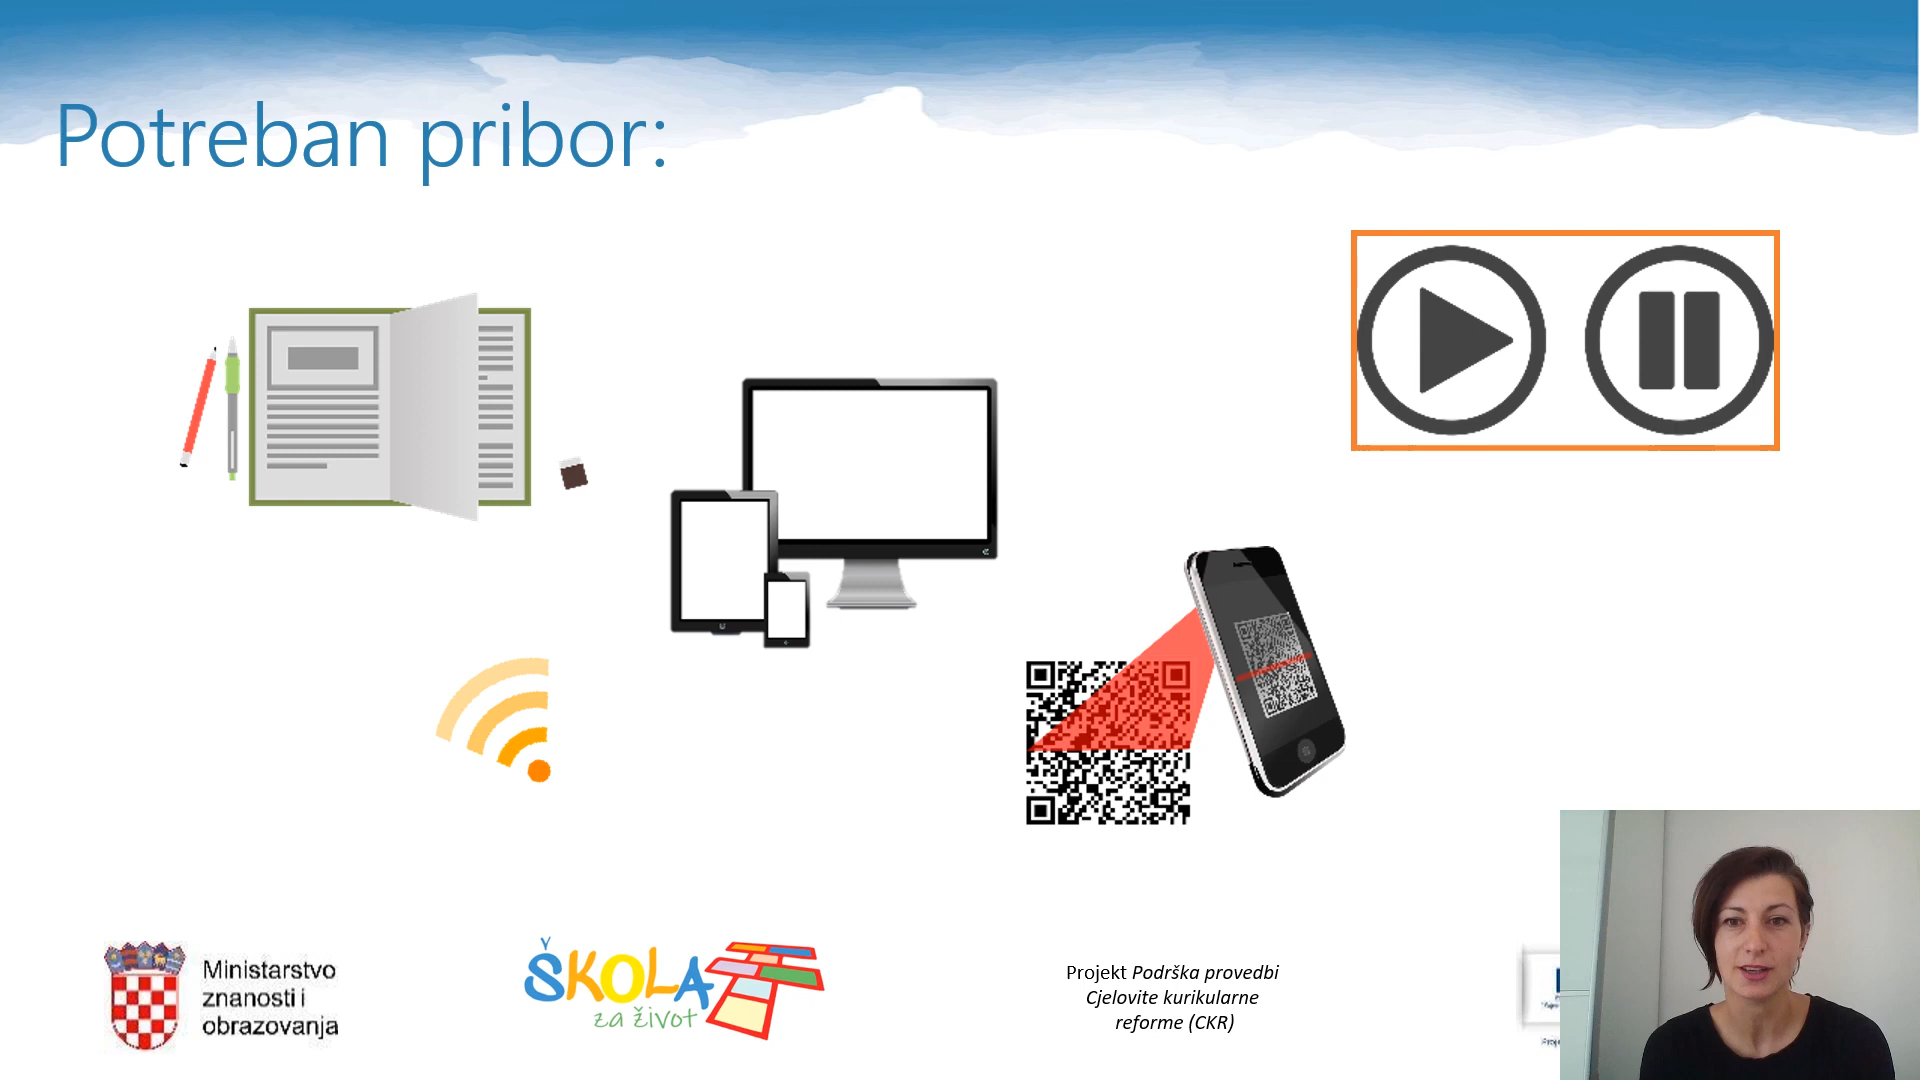 Potreban pribor:
Ministarstvo
znanosti i
obrazovanja
ŠKOLA
za život
Projekt Podrška provedbi
Cjelovite kurikularne
reforme (CKR)